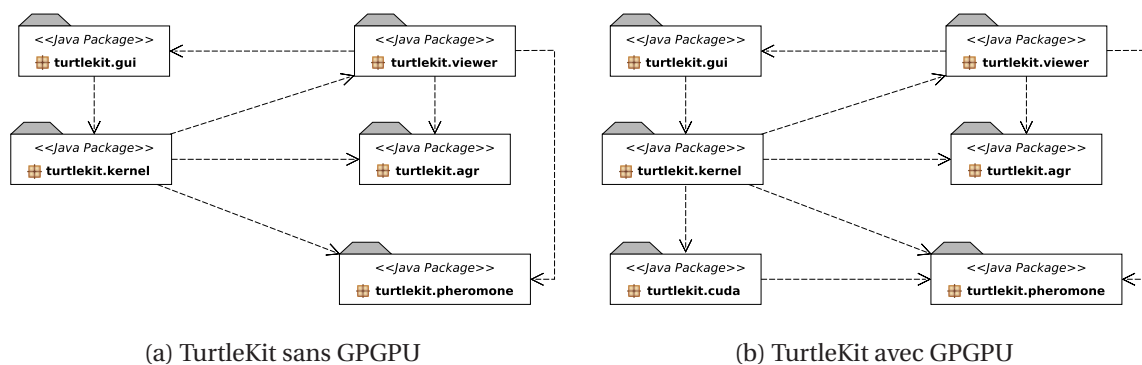 <<Java Package>>
turtlekit.gui
<<Java Package>>
turtlekit.viewer
<<Java Package>>
turtlekit.kernel
<<Java Package>>
turtlekit.agr
<<Java Package>>
turtlekit.pheromone
(a) TurtleKit sans GPGPU
<<Java Package>>
turtlekit.gui
<<Java Package>>
turtlekit.viewer
<<Java Package>>
turtlekit.kernel
<<Java Package>>
turtlekit.agr
<<Java Package>>
turtlekit.cuda
<<Java Package>>
turtlekit.pheromone
(b) TurtleKit avec GPGPU